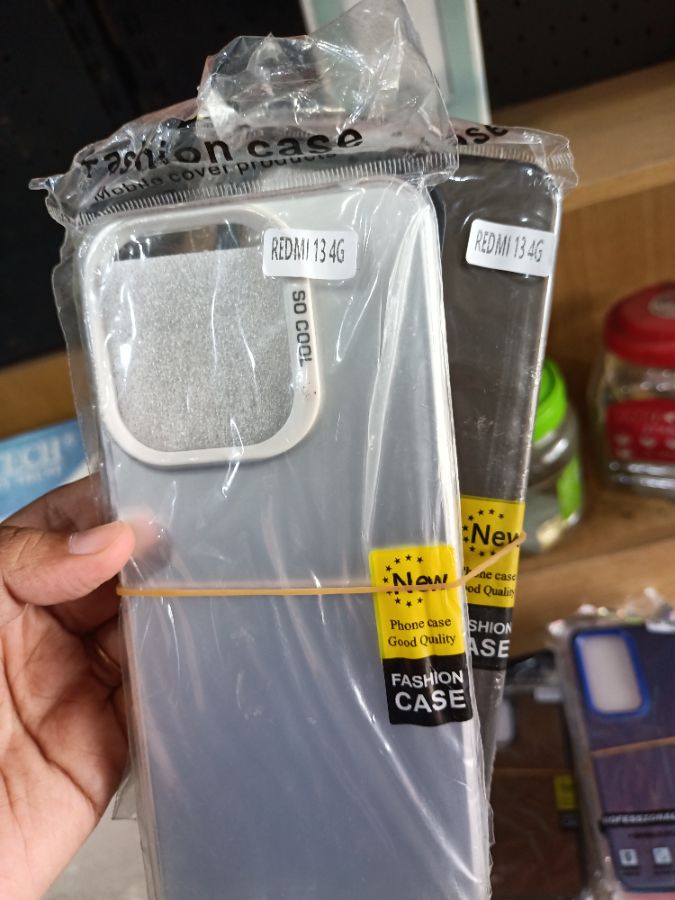 Fashion case
Mobile cover products
case
REDMI 13 4G
SO COOL
REDMI 13 4G
New
Phone case
Good Quality
FASHION
CASE
New
Phone case
Good Quality
FASHION
CASE